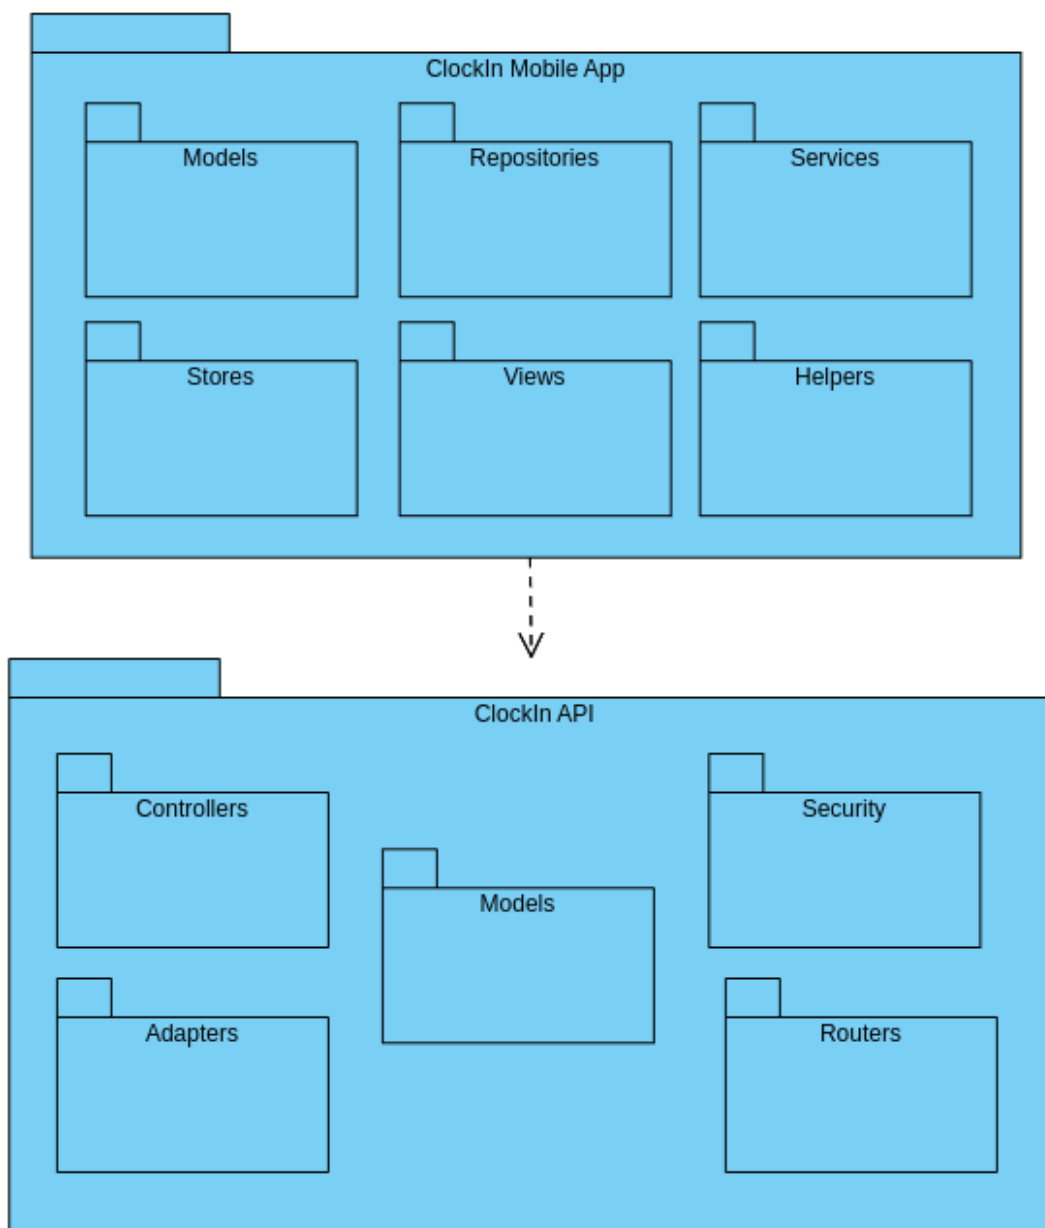 ClockIn Mobile App
Models
Repositories
Services
Stores
Views
Helpers
ClockIn API
Controllers
Security
Models
Adapters
Routers